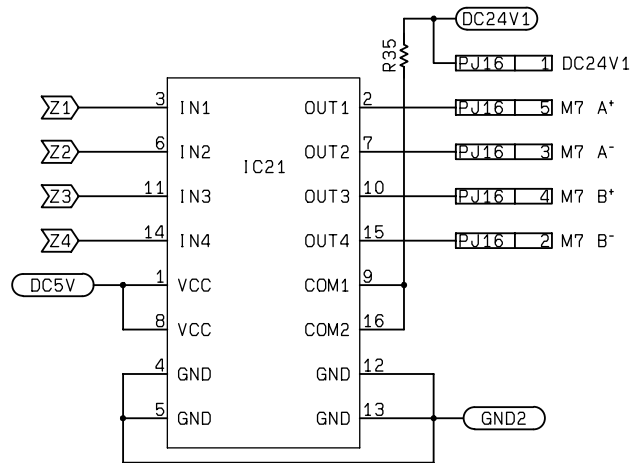 DC24V1
R35
PJ16 1 DC24V1
Z1 3 IN1 OUT1 2 PJ16 5 M7 A+
Z2 6 IN2 OUT2 7 PJ16 3 M7 A-
IC21
Z3 11 IN3 OUT3 10 PJ16 4 M7 B+
Z4 14 IN4 OUT4 15 PJ16 2 M7 B-
DC5V 1 VCC COM1 9
8 VCC COM2 16
4 GND GND 12
5 GND GND 13 GND2